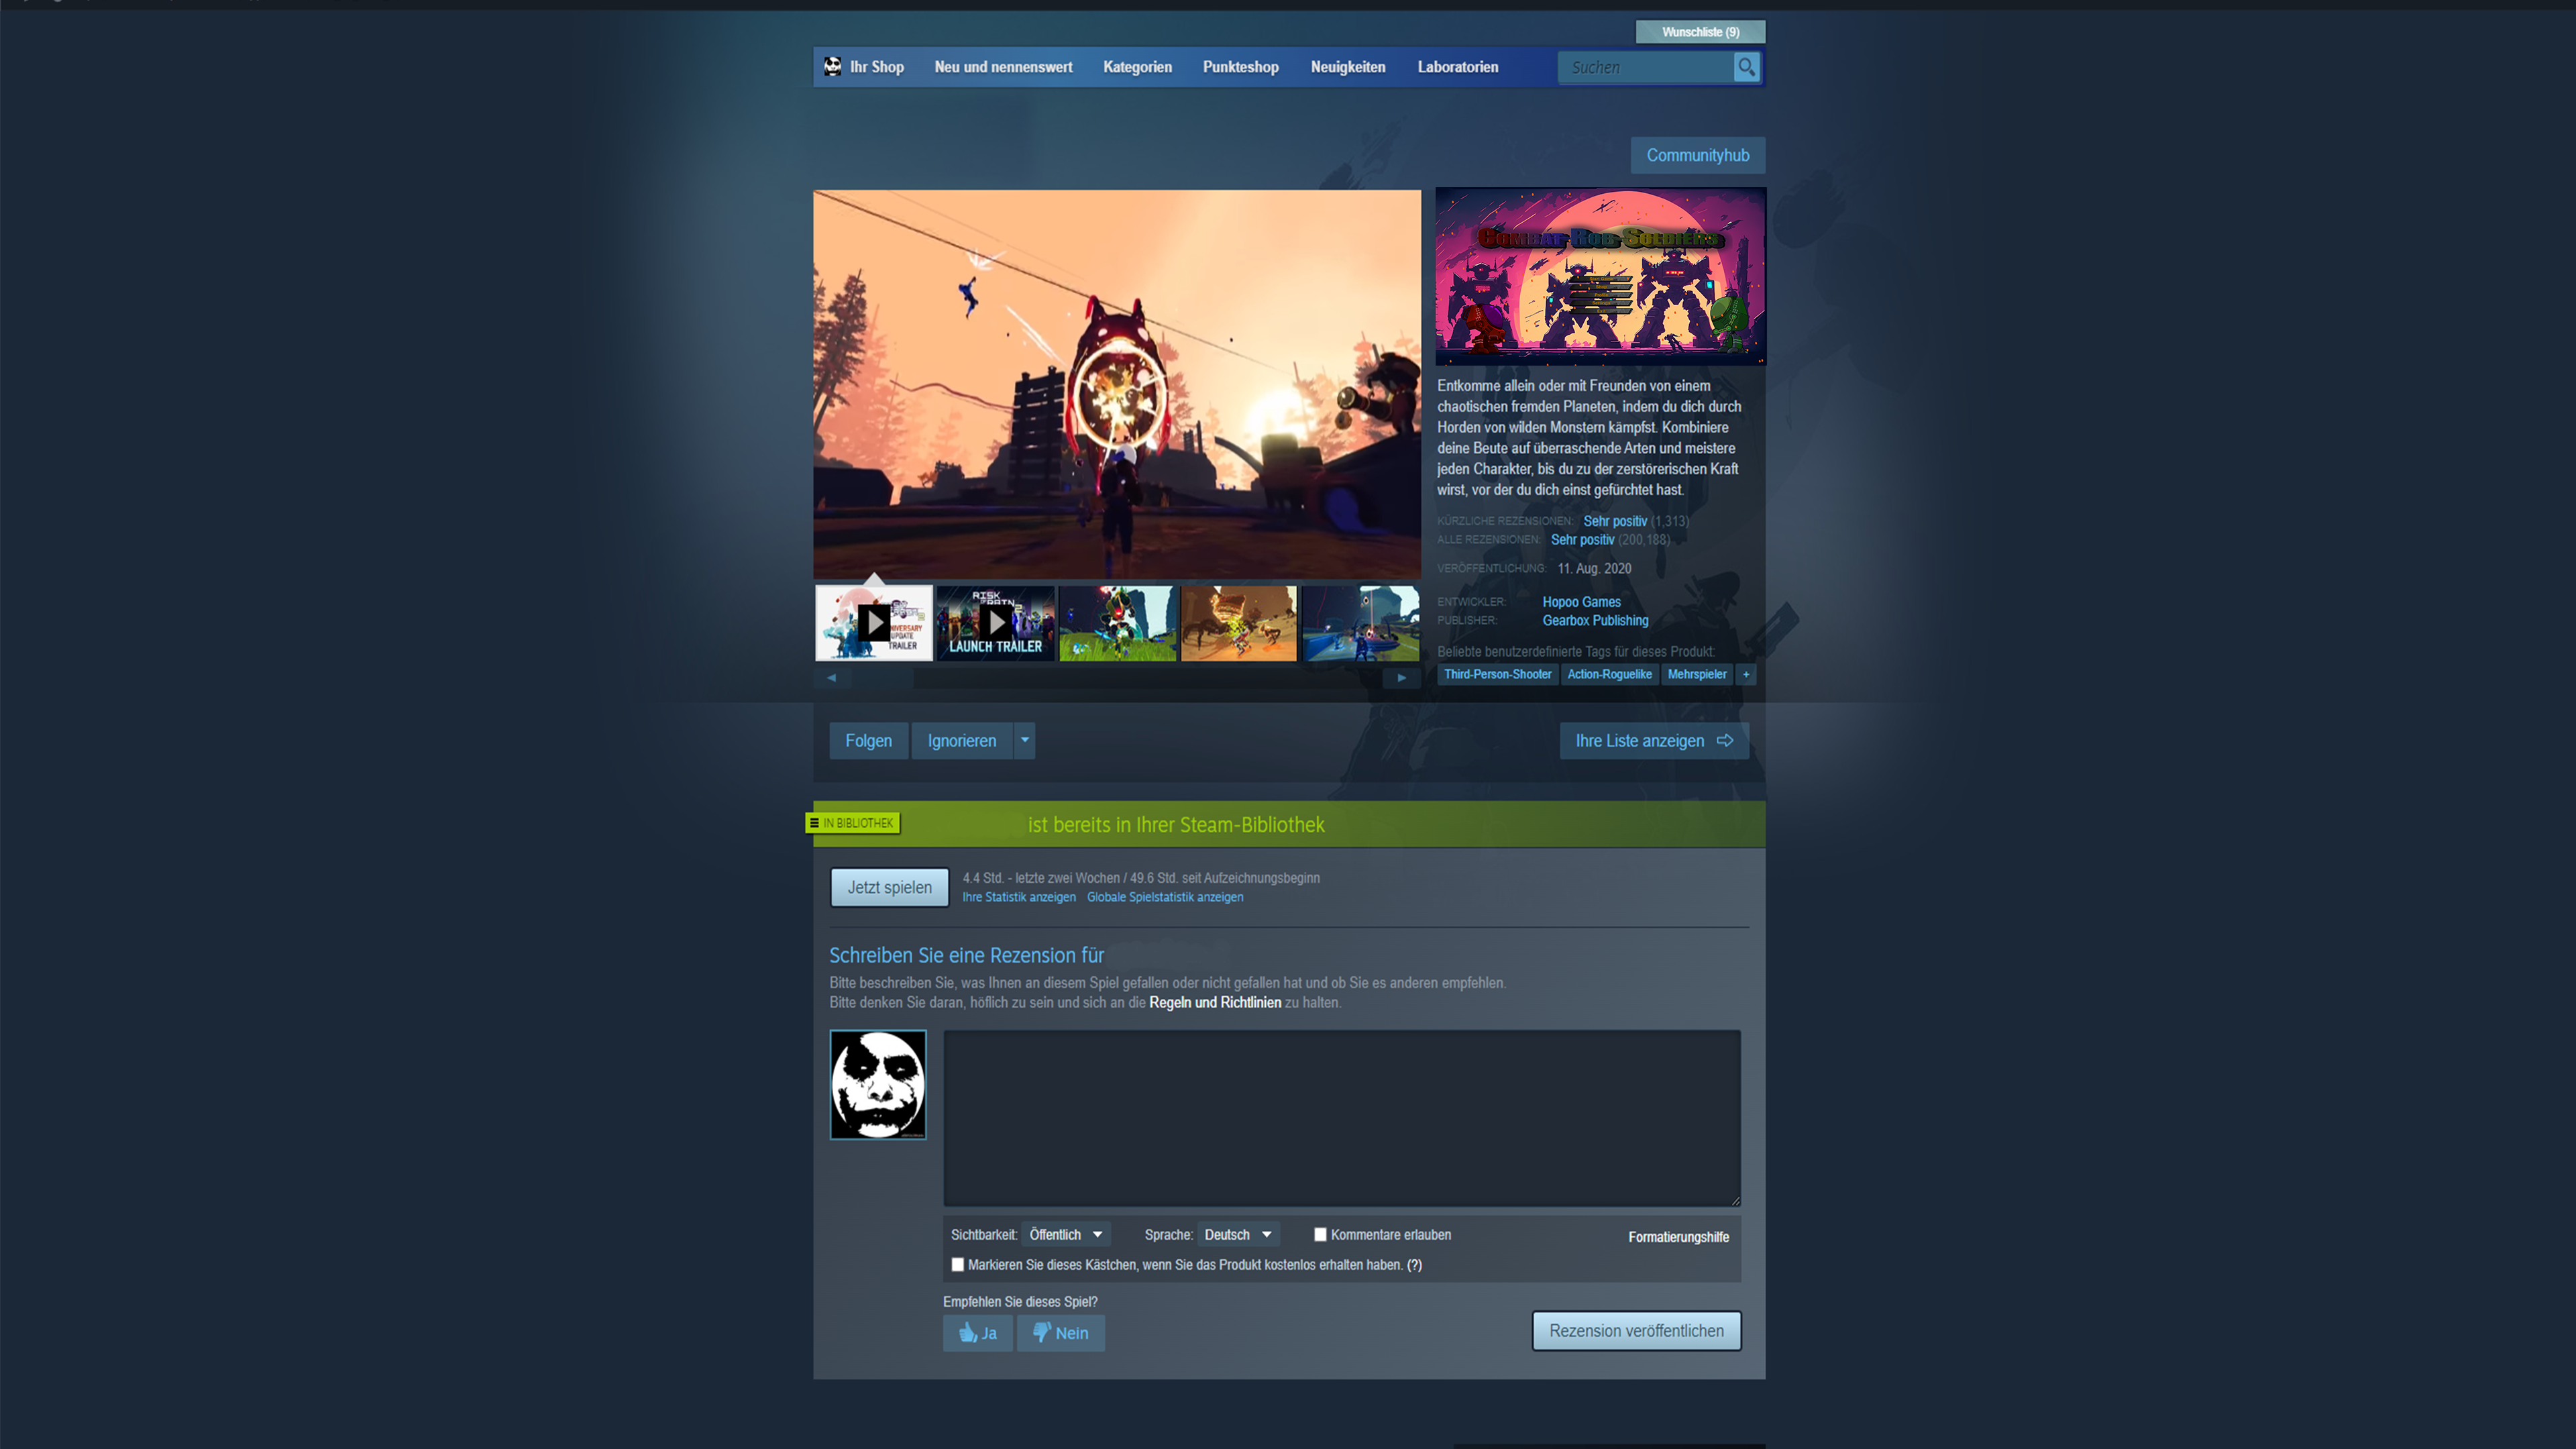 Wunschliste (9)
Ihr Shop Neu und nennenswert Kategorien Punkteshop Neuigkeiten Laboratorien Suchen
Communityhub
COMBAT-ROB-SOLDIERS
Entkomme allein oder mit Freunden von einem
chaotischen fremden Planeten, indem du dich durch
Horden von wilden Monstern kämpfst. Kombiniere
deine Beute auf überraschende Arten und meistere
jeden Charakter, bis du zu der zerstörerischen Kraft
wirst, vor der du dich einst gefürchtet hast.
KÜRZLICHE REZENSIONEN: Sehr positiv (1,313)
ALLE REZENSIONEN: Sehr positiv (200,188)
VERÖFFENTLICHUNG: 11. Aug. 2020
ENTWICKLER: Hopoo Games
PUBLISHER: Gearbox Publishing
Beliebte benutzerdefinierte Tags für dieses Produkt:
Third-Person-Shooter Action-Roguelike Mehrspieler +
UPDATE
TRAILER
RISK
LAUNCH TRAILER
Folgen Ignorieren Ihre Liste anzeigen
IN BIBLIOTHEK ist bereits in Ihrer Steam-Bibliothek
Jetzt spielen
4.4 Std. - letzte zwei Wochen / 49.6 Std. seit Aufzeichnungsbeginn
Ihre Statistik anzeigen Globale Spielstatistik anzeigen
Schreiben Sie eine Rezension für
Bitte beschreiben Sie, was Ihnen an diesem Spiel gefallen oder nicht gefallen hat und ob Sie es anderen empfehlen.
Bitte denken Sie daran, höflich zu sein und sich an die Regeln und Richtlinien zu halten.
Sichtbarkeit: Öffentlich Sprache: Deutsch Kommentare erlauben Formatierungshilfe
Markieren Sie dieses Kästchen, wenn Sie das Produkt kostenlos erhalten haben. (?)
Empfehlen Sie dieses Spiel?
Ja Nein Rezension veröffentlichen